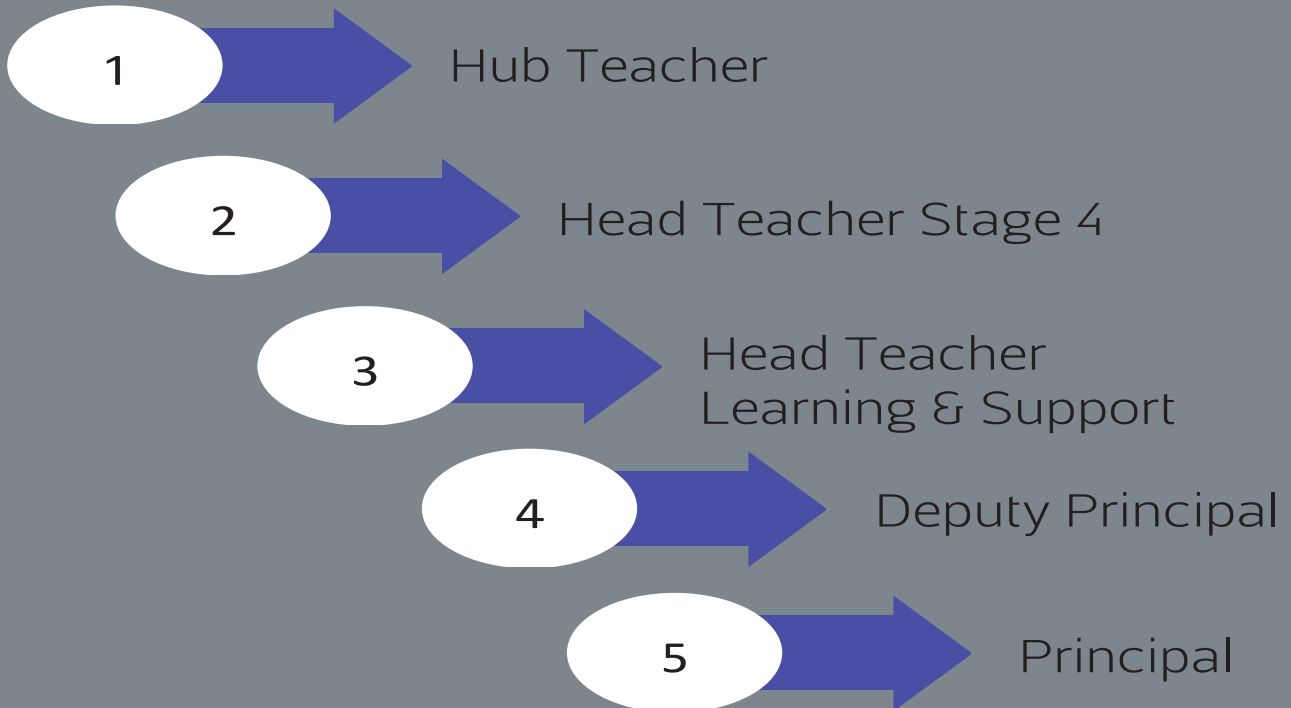 1
Hub Teacher
2
Head Teacher Stage 4
3
Head Teacher
Learning & Support
4
Deputy Principal
5
Principal